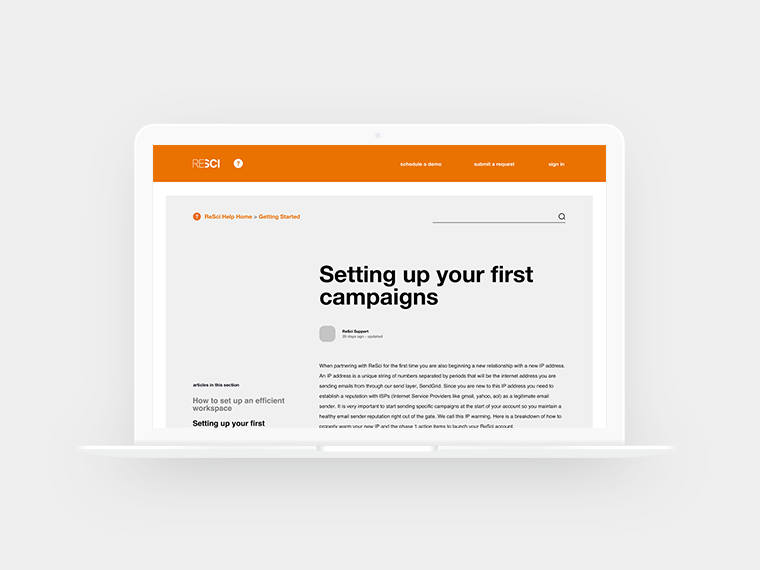 RESCI ? schedule a demo submit a request sign in
? ReSci Help Home > Getting Started
Setting up your first
campaigns
ReSci Support
26 days ago - updated
When partnering with ReSci for the first time you are also beginning a new relationship with a new IP address.
An IP address is a unique string of numbers separated by periods that will be the internet address you are
sending emails from through our send layer, SendGrid. Since you are new to this IP address you need to
establish a reputation with ISPs (Internet Service Providers like gmail, yahoo, aol) as a legitimate email
sender. It is very important to start sending specific campaigns at the start of your account so you maintain a
healthy email sender reputation right out of the gate. We call this IP warming. Here is a breakdown of how to
properly warm your new IP and the phase 1 action items to launch your ReSci account.
articles in this section
How to set up an efficient
workspace
Setting up your first